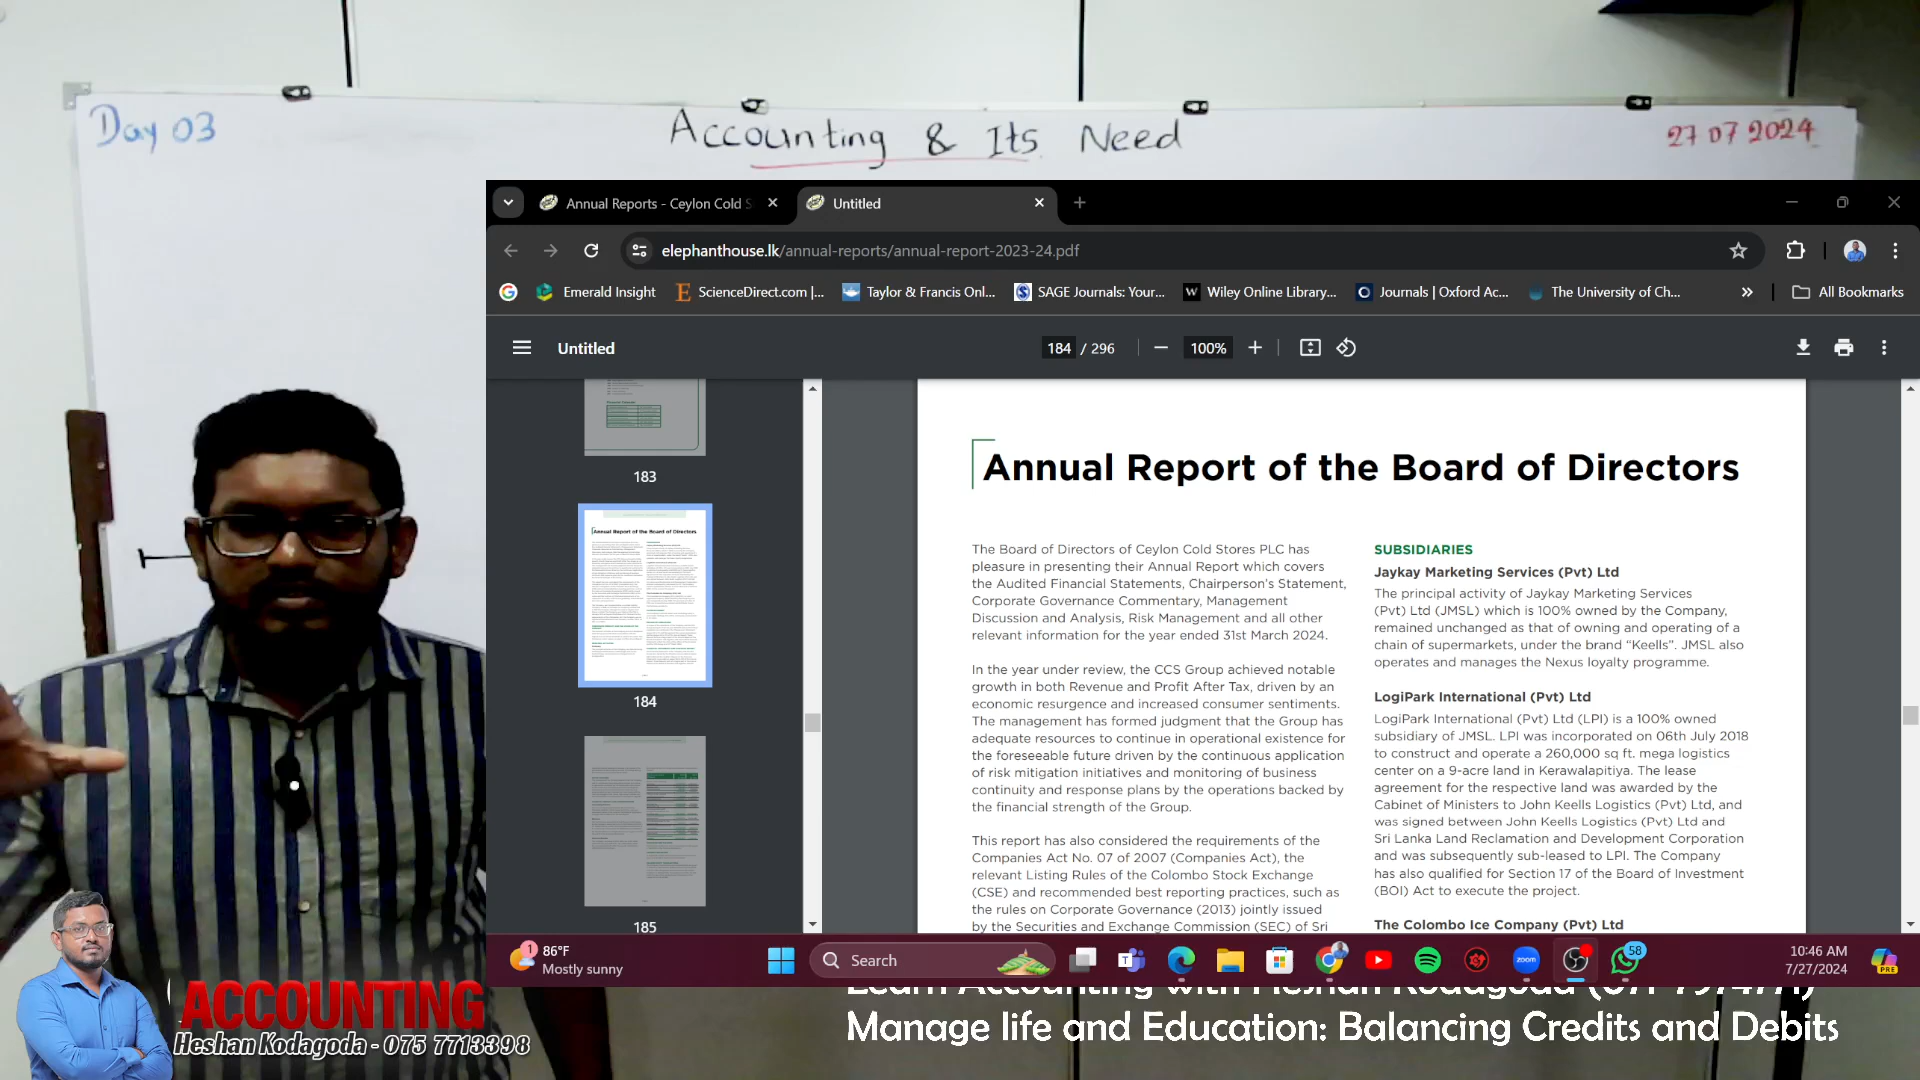 Day 03
Accounting & Its Need
27 07 2024
Annual Reports - Ceylon Cold S
Untitled
elephanthouse.lk/annual-reports/annual-report-2023-24.pdf
Emerald Insight
ScienceDirect.com |...
Taylor & Francis Onl...
SAGE Journals: Your...
Wiley Online Library...
Journals | Oxford Ac...
The University of Ch...
All Bookmarks
Untitled
184 / 296
100%
183
184
185
Annual Report of the Board of Directors
The Board of Directors of Ceylon Cold Stores PLC has
pleasure in presenting their Annual Report which covers
the Audited Financial Statements, Chairperson's Statement,
Corporate Governance Commentary, Management
Discussion and Analysis, Risk Management and all other
relevant information for the year ended 31st March 2024.
In the year under review, the CCS Group achieved notable
growth in both Revenue and Profit After Tax, driven by an
economic resurgence and increased consumer sentiments.
The management has formed judgment that the Group has
adequate resources to continue in operational existence for
the foreseeable future driven by the continuous application
of risk mitigation initiatives and monitoring of business
continuity and response plans by the operations backed by
the financial strength of the Group.
This report has also considered the requirements of the
Companies Act No. 07 of 2007 (Companies Act), the
relevant Listing Rules of the Colombo Stock Exchange
(CSE) and recommended best reporting practices, such as
the rules on Corporate Governance (2013) jointly issued
by the Securities and Exchange Commission (SEC) of Sri
SUBSIDIARIES
Jaykay Marketing Services (Pvt) Ltd
The principal activity of Jaykay Marketing Services
(Pvt) Ltd (JMSL) which is 100% owned by the Company,
remained unchanged as that of owning and operating of a
chain of supermarkets, under the brand “Keells”. JMSL also
operates and manages the Nexus loyalty programme.
LogiPark International (Pvt) Ltd
LogiPark International (Pvt) Ltd (LPI) is a 100% owned
subsidiary of JMSL. LPI was incorporated on 06th July 2018
to construct and operate a 260,000 sq ft. mega logistics
center on a 9-acre land in Kerawalapitiya. The lease
agreement for the respective land was awarded by the
Cabinet of Ministers to John Keells Logistics (Pvt) Ltd, and
was signed between John Keells Logistics (Pvt) Ltd and
Sri Lanka Land Reclamation and Development Corporation
and was subsequently sub-leased to LPI. The Company
has also qualified for Section 17 of the Board of Investment
(BOI) Act to execute the project.
The Colombo Ice Company (Pvt) Ltd
1
86°F
Mostly sunny
Search
zoom
58
10:46 AM
7/27/2024
PRE
ACCOUNTING
Heshan Kodagoda - 075 7713398
Learn Accounting with Heshan Kodagoda
Manage life and Education: Balancing Credits and Debits